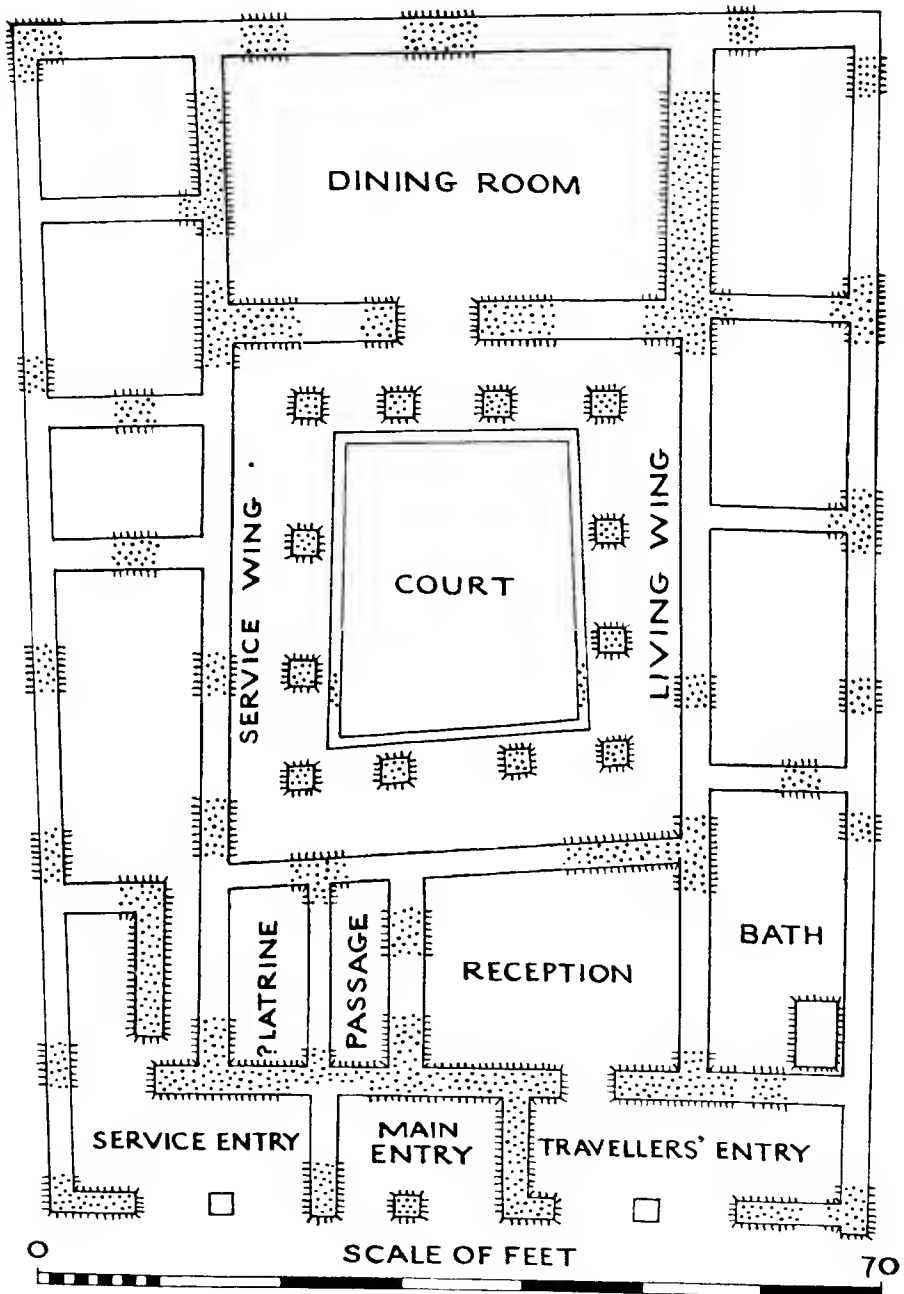 DINING ROOM
SERVICE WING
COURT
LIVING WING
?LATRINE
PASSAGE
RECEPTION
BATH
SERVICE ENTRY
MAIN
ENTRY
TRAVELLERS' ENTRY
0
SCALE OF FEET
70